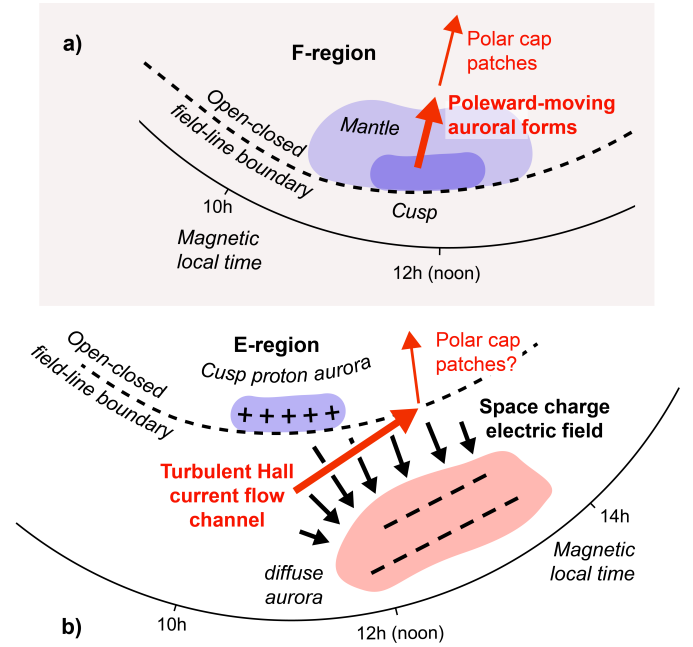 a)
F-region
Polar cap
patches
Poleward-moving
auroral forms
Mantle
Open-closed
field-line boundary
Cusp
10h
Magnetic
local time
12h (noon)
E-region
Cusp proton aurora
Open-closed
field-line boundary
+ + + + +
Polar cap
patches?
Space charge
electric field
Turbulent Hall
current flow
channel
14h
Magnetic
local time
diffuse
aurora
10h
12h (noon)
b)